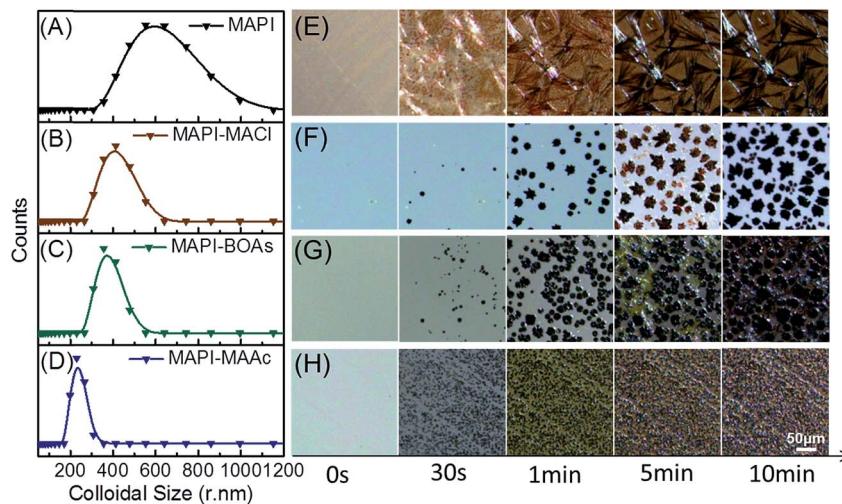 (A) MAPI
(B) MAPI-MACl
(C) MAPI-BOAs
(D) MAPI-MAAc
Counts
200 400 600 800 1000 1200
Colloidal Size (r.nm)
(E)
(F)
(G)
(H)
50μm
0s 30s 1min 5min 10min